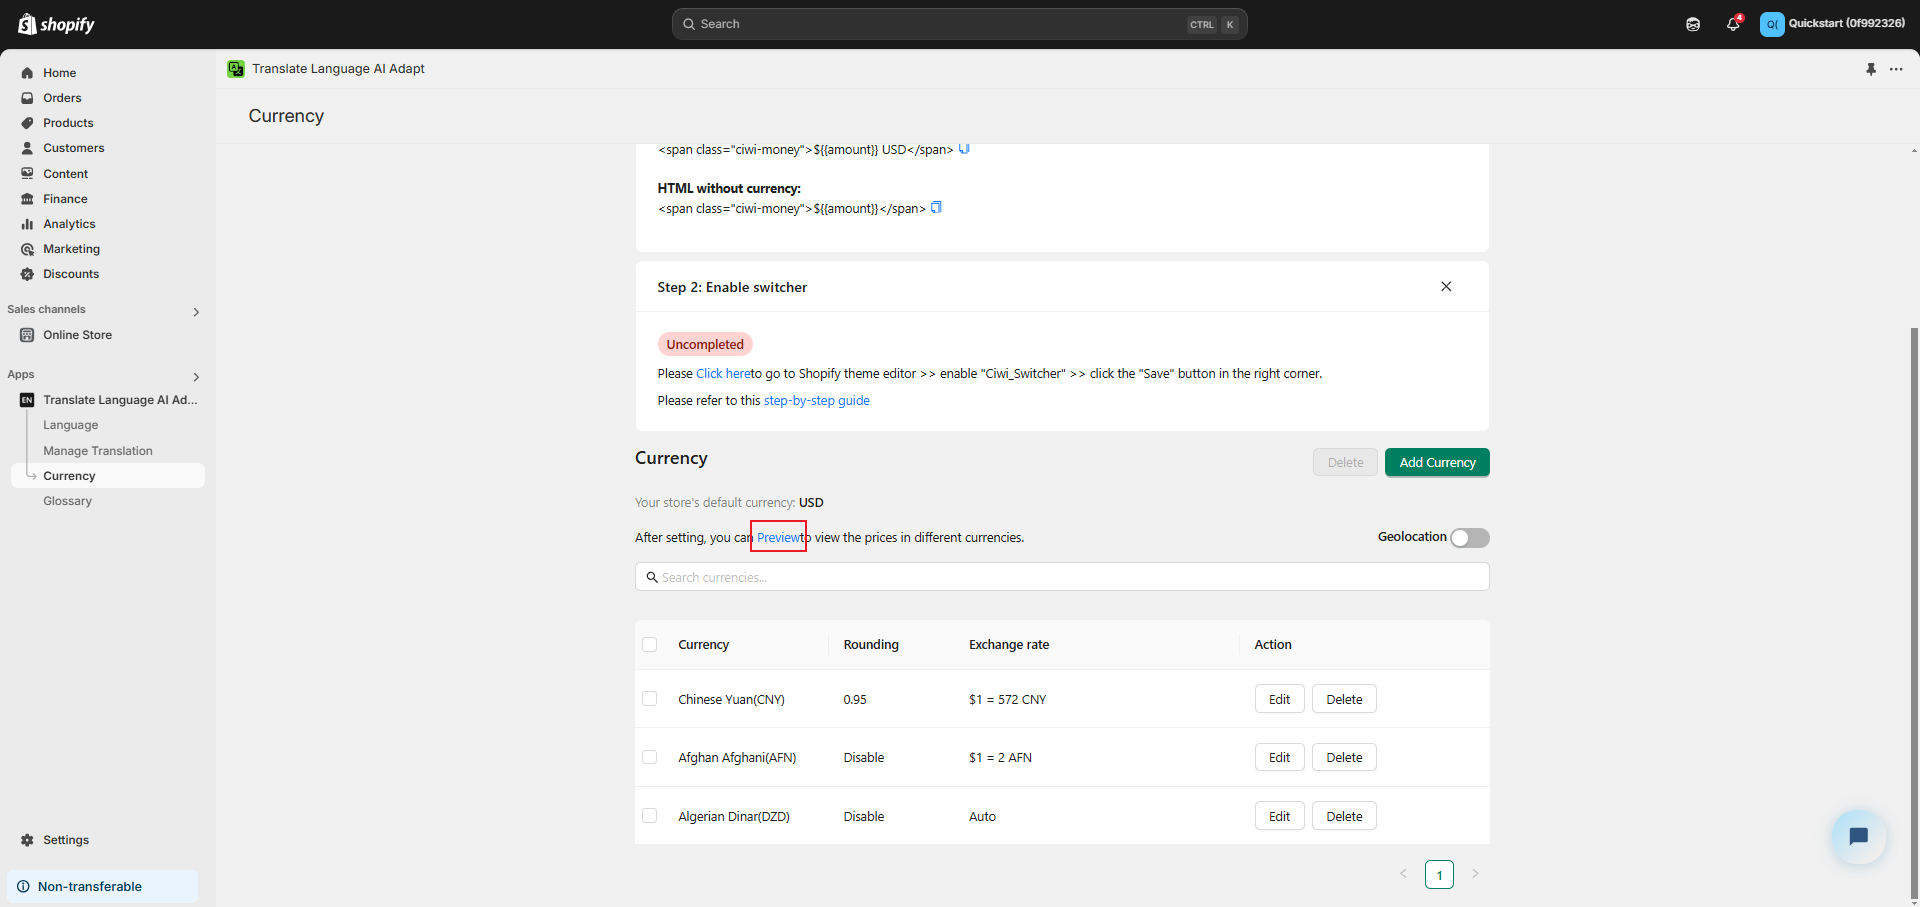 shopify
Search
CTRL K
4
Q(
Quickstart (0f992326)
Home
Orders
Products
Customers
Content
Finance
Analytics
Marketing
Discounts
Sales channels
Online Store
Apps
EN
Translate Language AI Ad...
Language
Manage Translation
Currency
Glossary
Settings
Non-transferable
Translate Language AI Adapt
Currency
<span class="ciwi-money">${{amount}} USD</span>
HTML without currency:
<span class="ciwi-money">${{amount}}</span>
Step 2: Enable switcher
Uncompleted
Please Click hereto go to Shopify theme editor >> enable "Ciwi_Switcher" >> click the "Save" button in the right corner.
Please refer to this step-by-step guide
Currency
Delete
Add Currency
Your store's default currency: USD
After setting, you can Previewto view the prices in different currencies.
Geolocation
Search currencies...
Currency Rounding Exchange rate Action
Chinese Yuan(CNY) 0.95 $1 = 572 CNY Edit Delete
Afghan Afghani(AFN) Disable $1 = 2 AFN Edit Delete
Algerian Dinar(DZD) Disable Auto Edit Delete
1